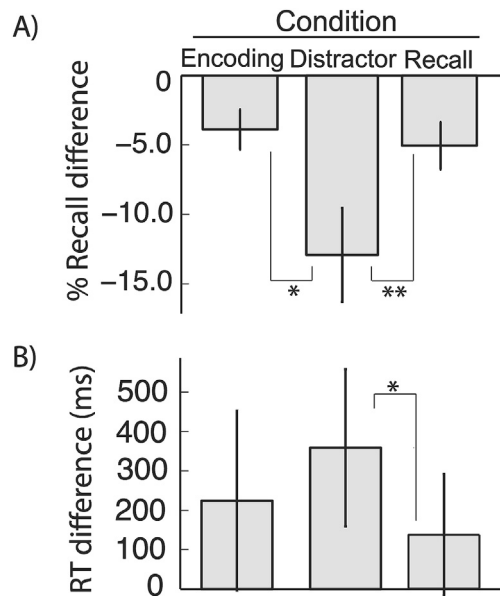 A)
Condition
Encoding Distractor Recall
% Recall difference
0
–5.0
–10.0
–15.0
*
**
B)
RT difference (ms)
500
400
300
200
100
0
*